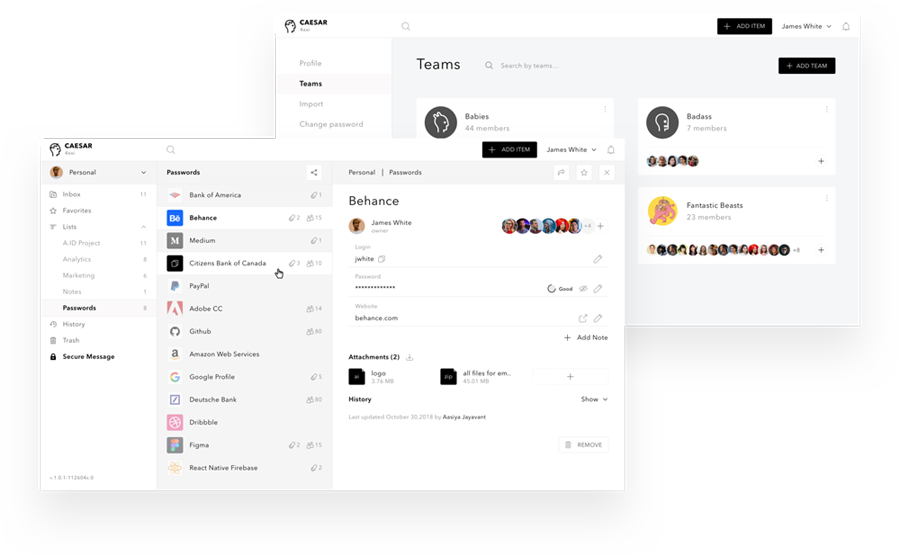 CAESAR
ADD ITEM
James White
Profile
Teams
Import
Change password
Teams
Search by teams...
ADD TEAM
Babies
44 members
Badass
7 members
Fantastic Beasts
23 members
+8
CAESAR
ADD ITEM
James White
Personal
Inbox 11
Favorites
Lists
A.ID Project 11
Analytics 8
Marketing 6
Notes 1
Passwords 8
History
Trash
Secure Message
Passwords
Bank of America 1
Bē Behance 2 15
M Medium 1
Citizens Bank of Canada 3 10
PayPal
Adobe CC 14
Github 80
a Amazon Web Services
G Google Profile 5
Deutsche Bank 80
Dribbble
Figma 2 15
React Native Firebase 2
Personal | Passwords
Behance
James White
owner
+4
Login
jwhite
Password
•••••••••••••
Good
Website
behance.com
Add Note
Attachments (2)
ai logo
3.76 MB
zip all files for em..
45.01 MB
History Show
Last updated October 30,2018 by Aasiya Jayavant
REMOVE
v.1.0.1.112604c.0